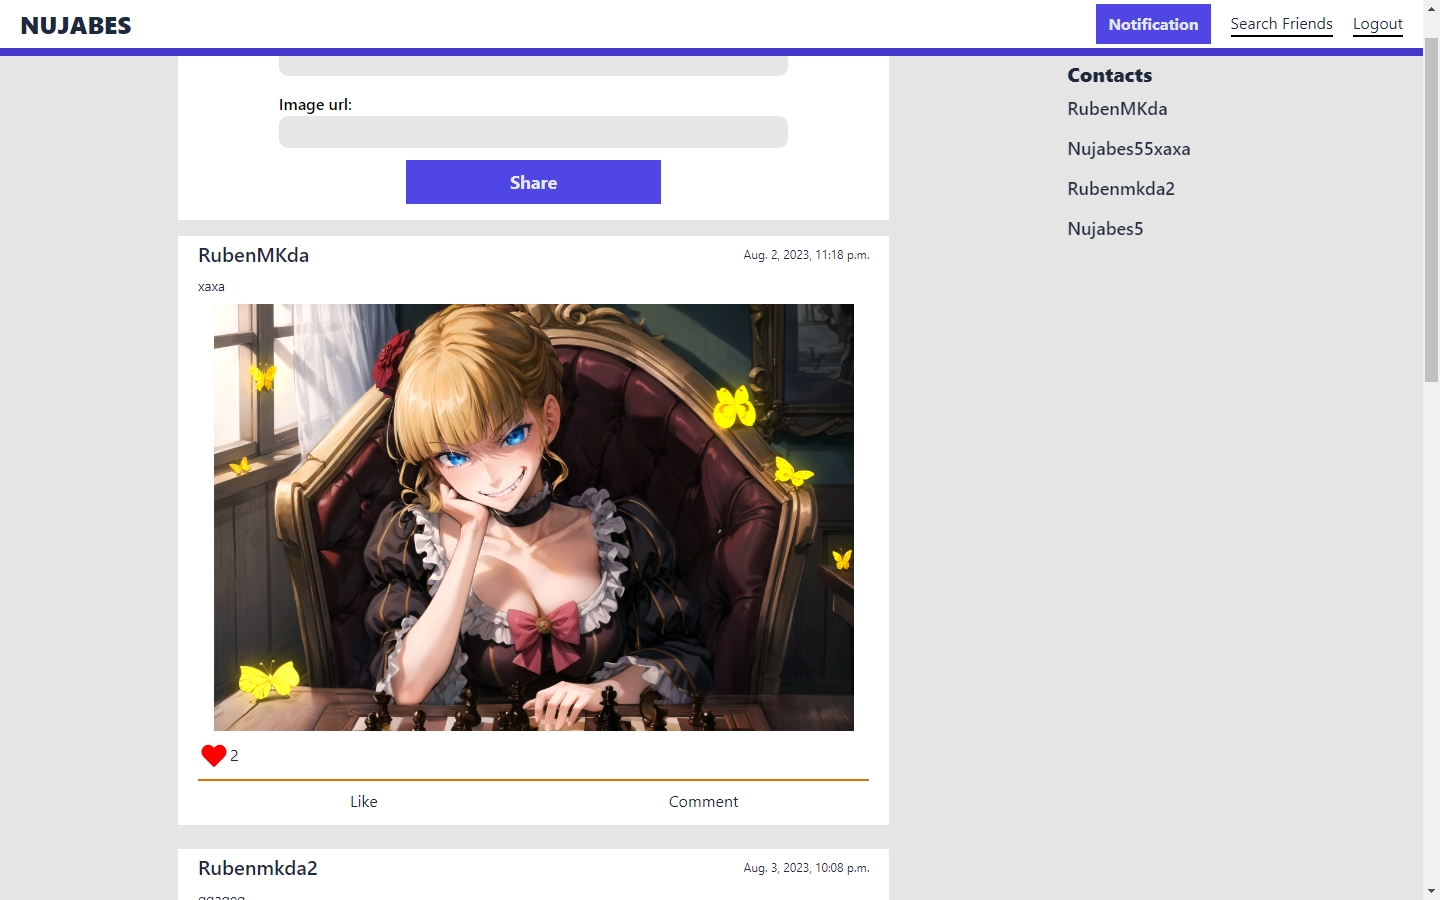 NUJABES
Notification
Search Friends
Logout
Image url:
Share
Contacts
RubenMKda
Nujabes55xaxa
Rubenmkda2
Nujabes5
RubenMKda
Aug. 2, 2023, 11:18 p.m.
xaxa
2
Like
Comment
Rubenmkda2
Aug. 3, 2023, 10:08 p.m.